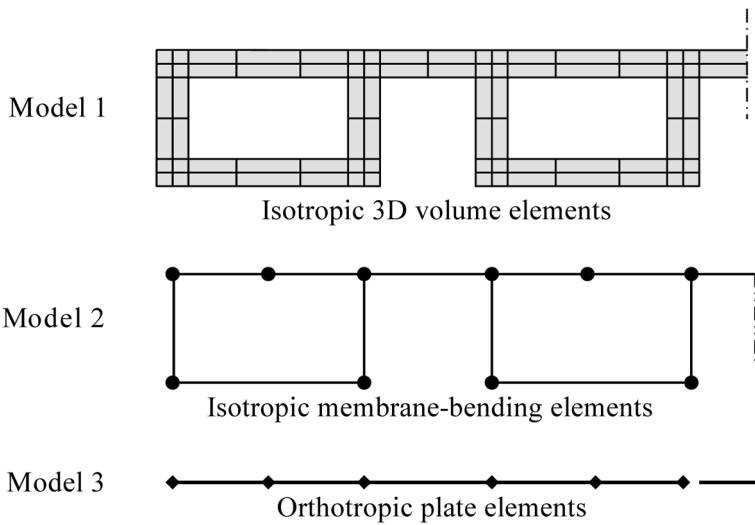 Model 1
Isotropic 3D volume elements
Model 2
Isotropic membrane-bending elements
Model 3
Orthotropic plate elements